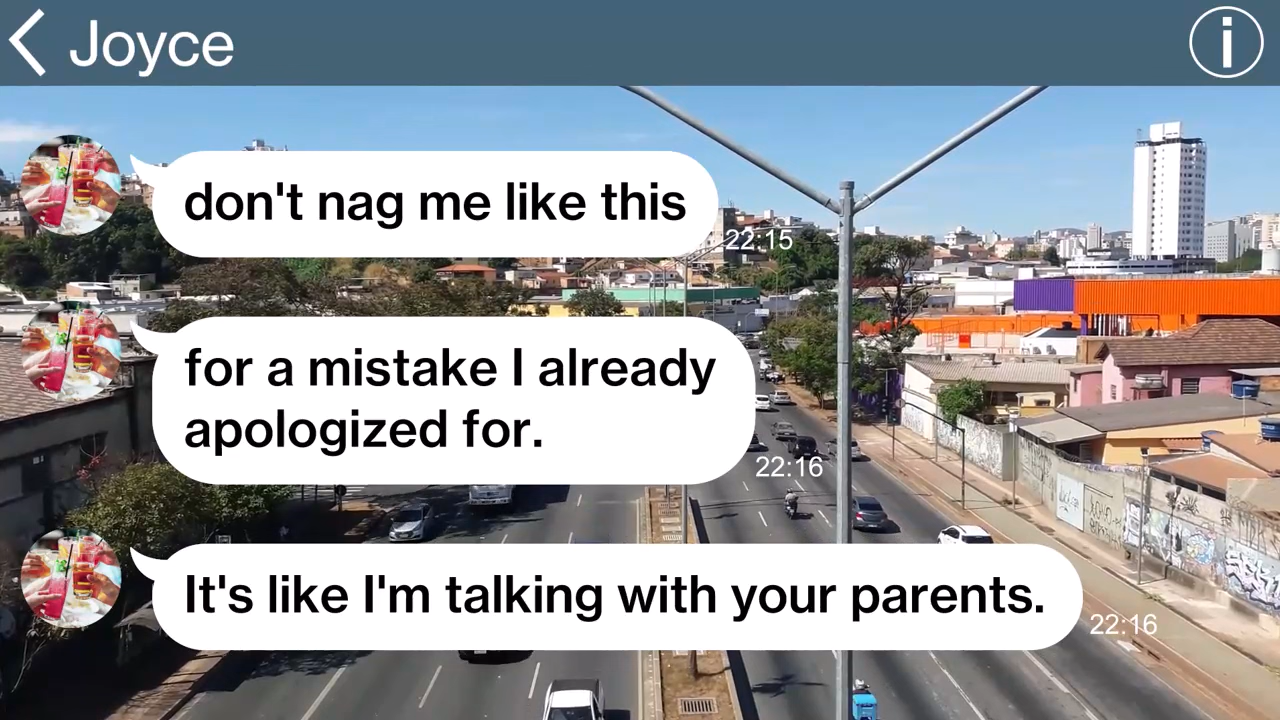 Joyce
i
don't nag me like this
22:15
for a mistake I already
apologized for.
22:16
It's like I'm talking with your parents.
22:16